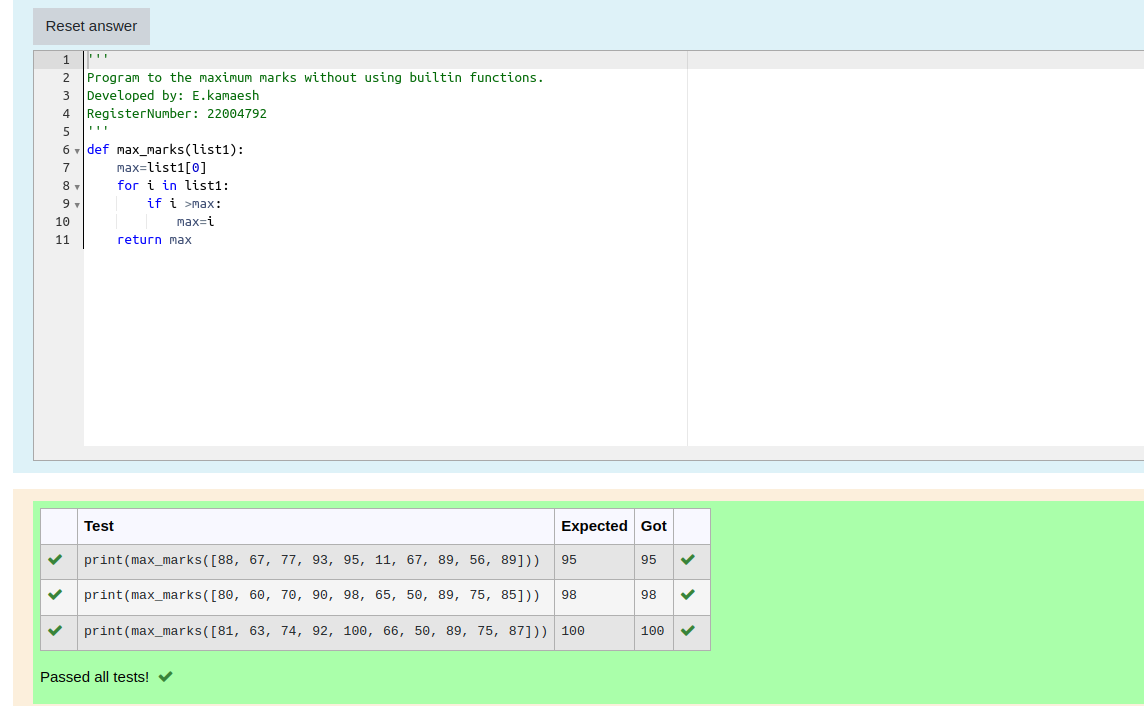 Reset answer
1 '''
2 Program to the maximum marks without using builtin functions.
3 Developed by: E.kamaesh
4 RegisterNumber: 22004792
5 '''
6 def max_marks(list1):
7     max=list1[0]
8     for i in list1:
9         if i >max:
10             max=i
11     return max
Test Expected Got
print(max_marks([88, 67, 77, 93, 95, 11, 67, 89, 56, 89])) 95 95
print(max_marks([80, 60, 70, 90, 98, 65, 50, 89, 75, 85])) 98 98
print(max_marks([81, 63, 74, 92, 100, 66, 50, 89, 75, 87])) 100 100
Passed all tests!